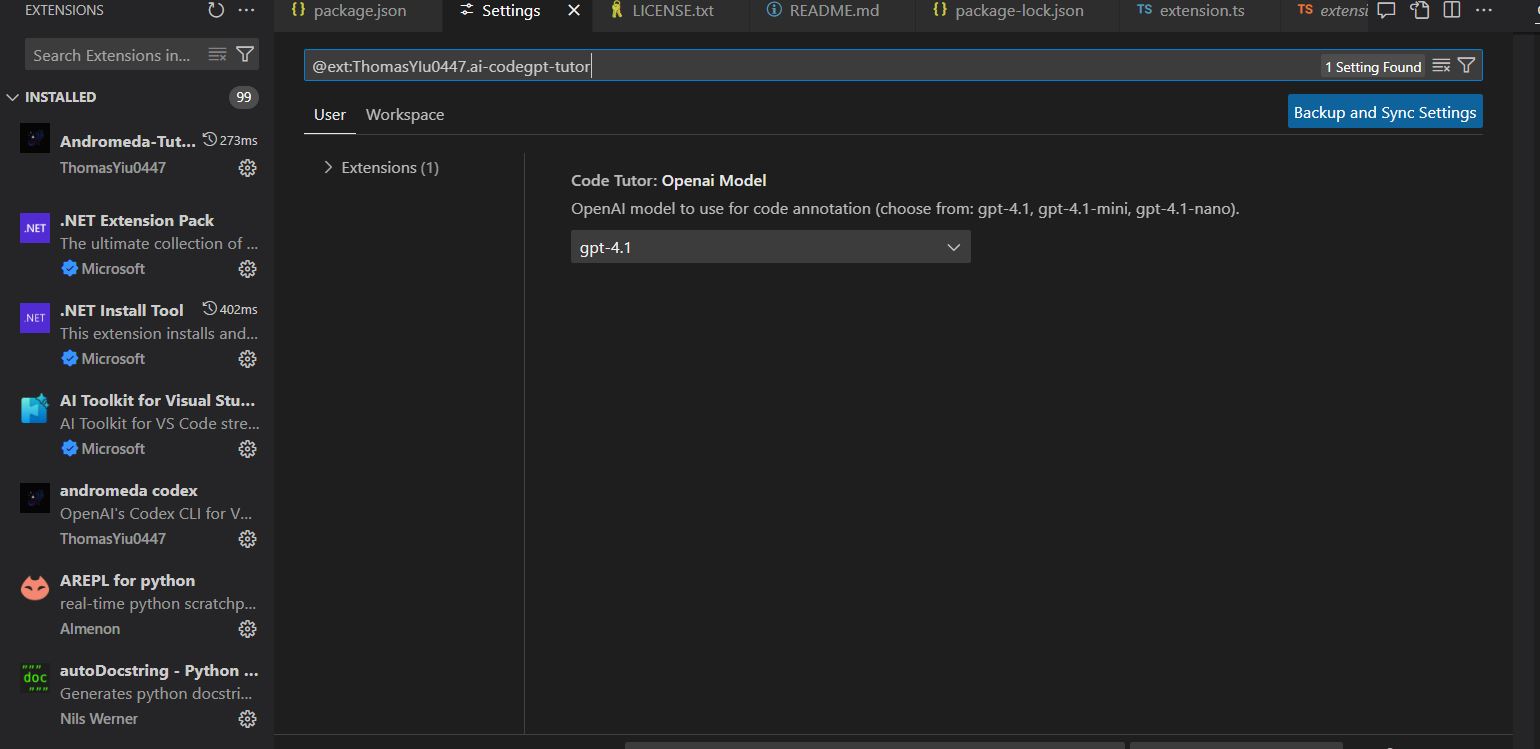 EXTENSIONS
Search Extensions in...
INSTALLED 99
Andromeda-Tut... 273ms
ThomasYiu0447
.NET
.NET Extension Pack
The ultimate collection of ...
Microsoft
.NET
.NET Install Tool 402ms
This extension installs and...
Microsoft
AI Toolkit for Visual Stu...
AI Toolkit for VS Code stre...
Microsoft
andromeda codex
OpenAI's Codex CLI for V...
ThomasYiu0447
AREPL for python
real-time python scratchp...
Almenon
"""
doc
"""
autoDocstring - Python ...
Generates python docstri...
Nils Werner
{} package.json
Settings
LICENSE.txt
README.md
{} package-lock.json
TS extension.ts
TS extensi
@ext:ThomasYIu0447.ai-codegpt-tutor
1 Setting Found
User Workspace
Backup and Sync Settings
Extensions (1)
Code Tutor: Openai Model
OpenAI model to use for code annotation (choose from: gpt-4.1, gpt-4.1-mini, gpt-4.1-nano).
gpt-4.1